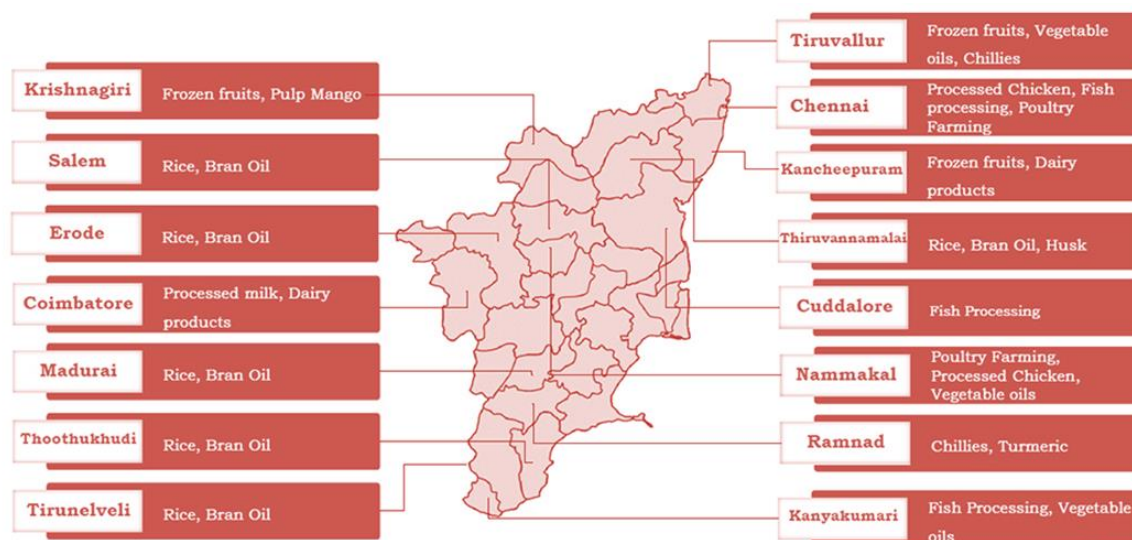 Krishnagiri
Frozen fruits, Pulp Mango
Salem
Rice, Bran Oil
Erode
Rice, Bran Oil
Coimbatore
Processed milk, Dairy
products
Madurai
Rice, Bran Oil
Thoothukhudi
Rice, Bran Oil
Tirunelveli
Rice, Bran Oil
Tiruvallur
Frozen fruits, Vegetable
oils, Chillies
Chennai
Processed Chicken, Fish
processing, Poultry
Farming
Kancheepuram
Frozen fruits, Dairy
products
Thiruvannamalai
Rice, Bran Oil, Husk
Cuddalore
Fish Processing
Nammakal
Poultry Farming,
Processed Chicken,
Vegetable oils
Ramnad
Chillies, Turmeric
Kanyakumari
Fish Processing, Vegetable
oils